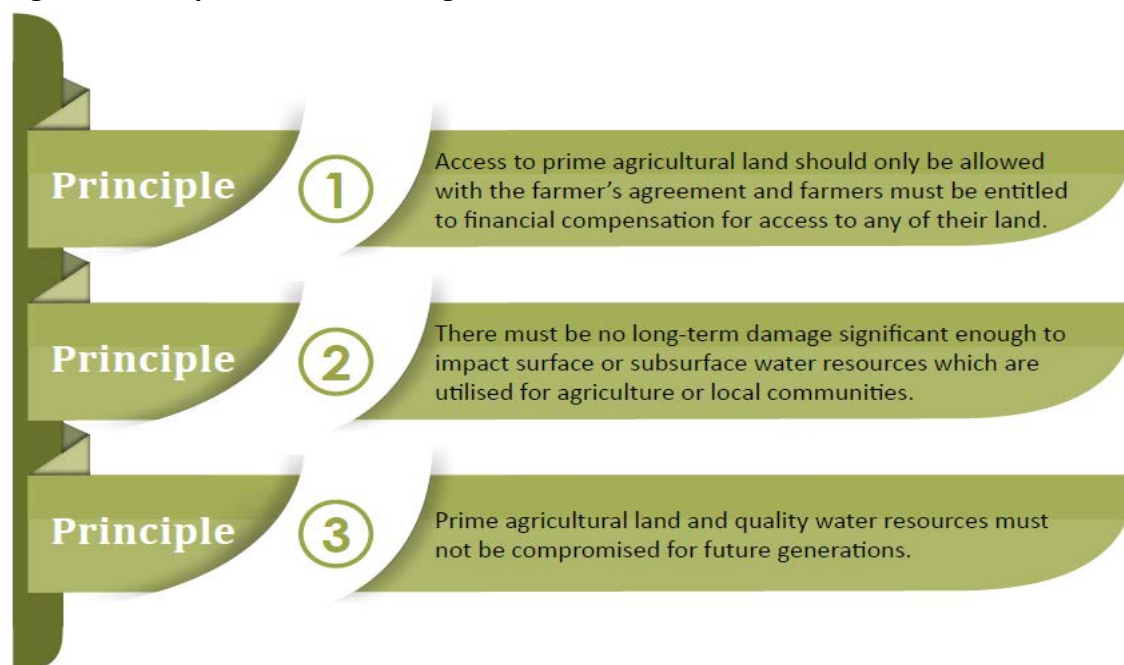 Principle
1
Access to prime agricultural land should only be allowed
with the farmer's agreement and farmers must be entitled
to financial compensation for access to any of their land.
Principle
2
There must be no long-term damage significant enough to
impact surface or subsurface water resources which are
utilised for agriculture or local communities.
Principle
3
Prime agricultural land and quality water resources must
not be compromised for future generations.